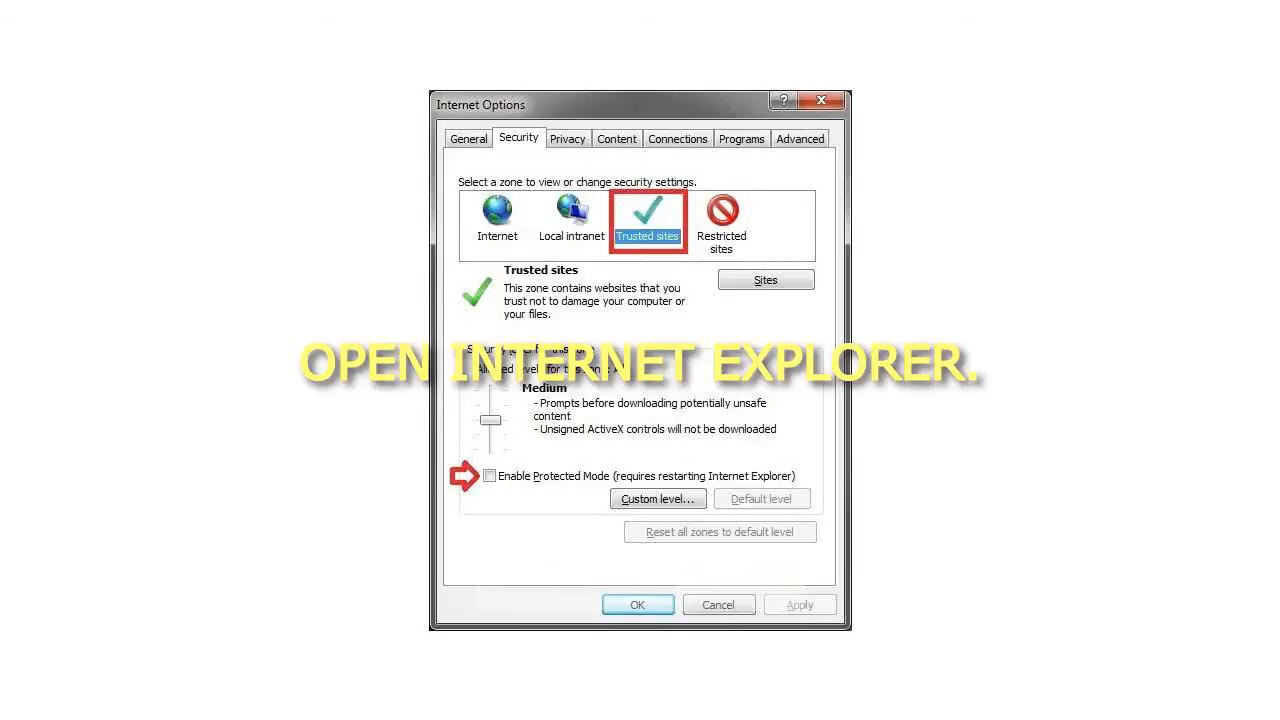 Internet Options
?
General Security Privacy Content Connections Programs Advanced
Select a zone to view or change security settings.
Internet Local intranet Trusted sites Restricted
sites
Trusted sites
This zone contains websites that you
trust not to damage your computer or
your files.
Sites
OPEN INTERNET EXPLORER.
Medium
- Prompts before downloading potentially unsafe
content
- Unsigned ActiveX controls will not be downloaded
Enable Protected Mode (requires restarting Internet Explorer)
Custom level... Default level
Reset all zones to default level
OK Cancel Apply